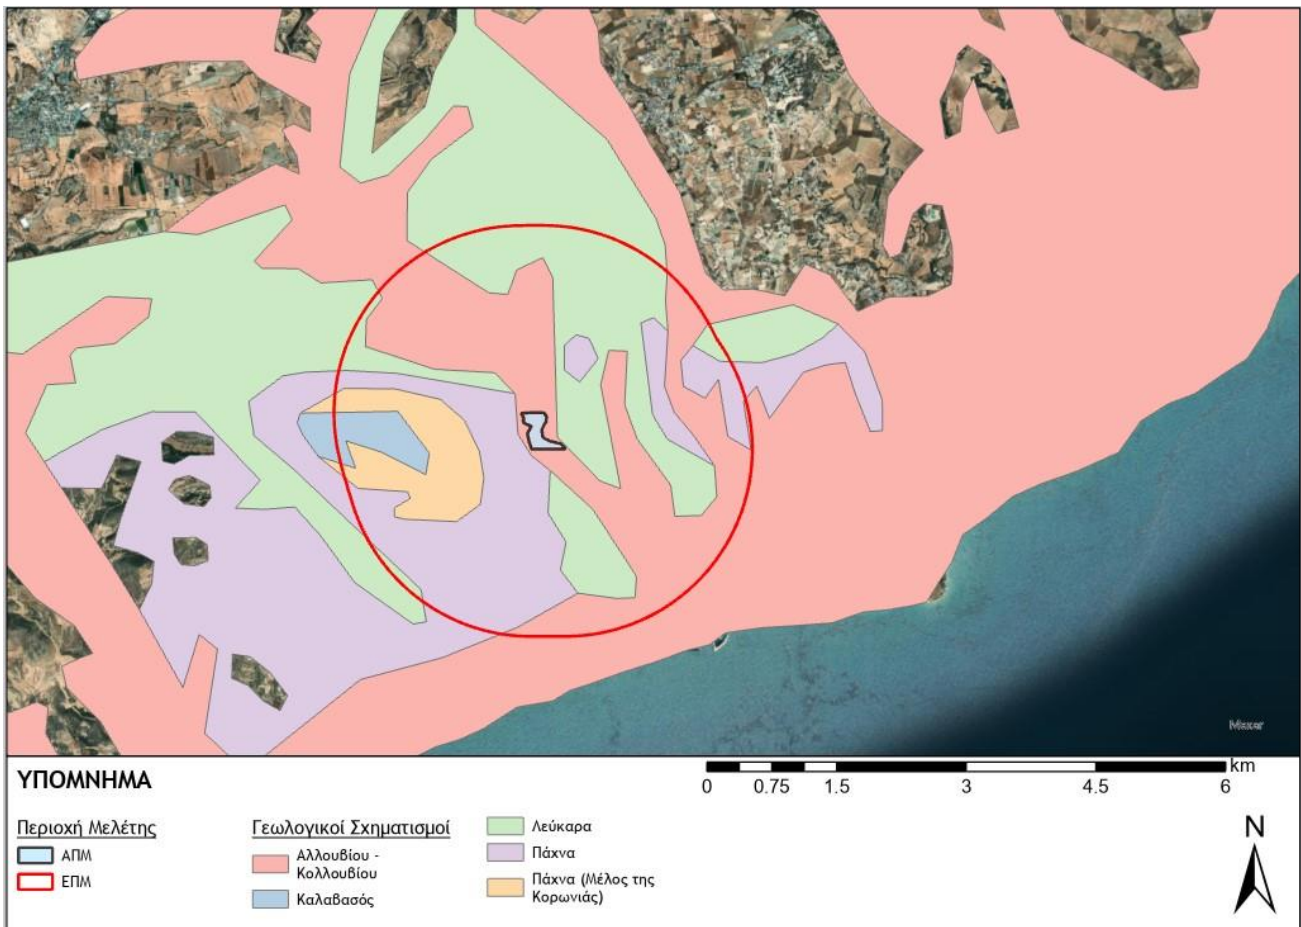 Maxar
ΥΠΟΜΝΗΜΑ
km
0 0.75 1.5 3 4.5 6
Περιοχή Μελέτης
ΑΠΜ
ΕΠΜ
Γεωλογικοί Σχηματισμοί
Αλλουβίου -
Κολλουβίου
Καλαβασός
Λεύκαρα
Πάχνα
Πάχνα (Μέλος της
Κορωνιάς)
N